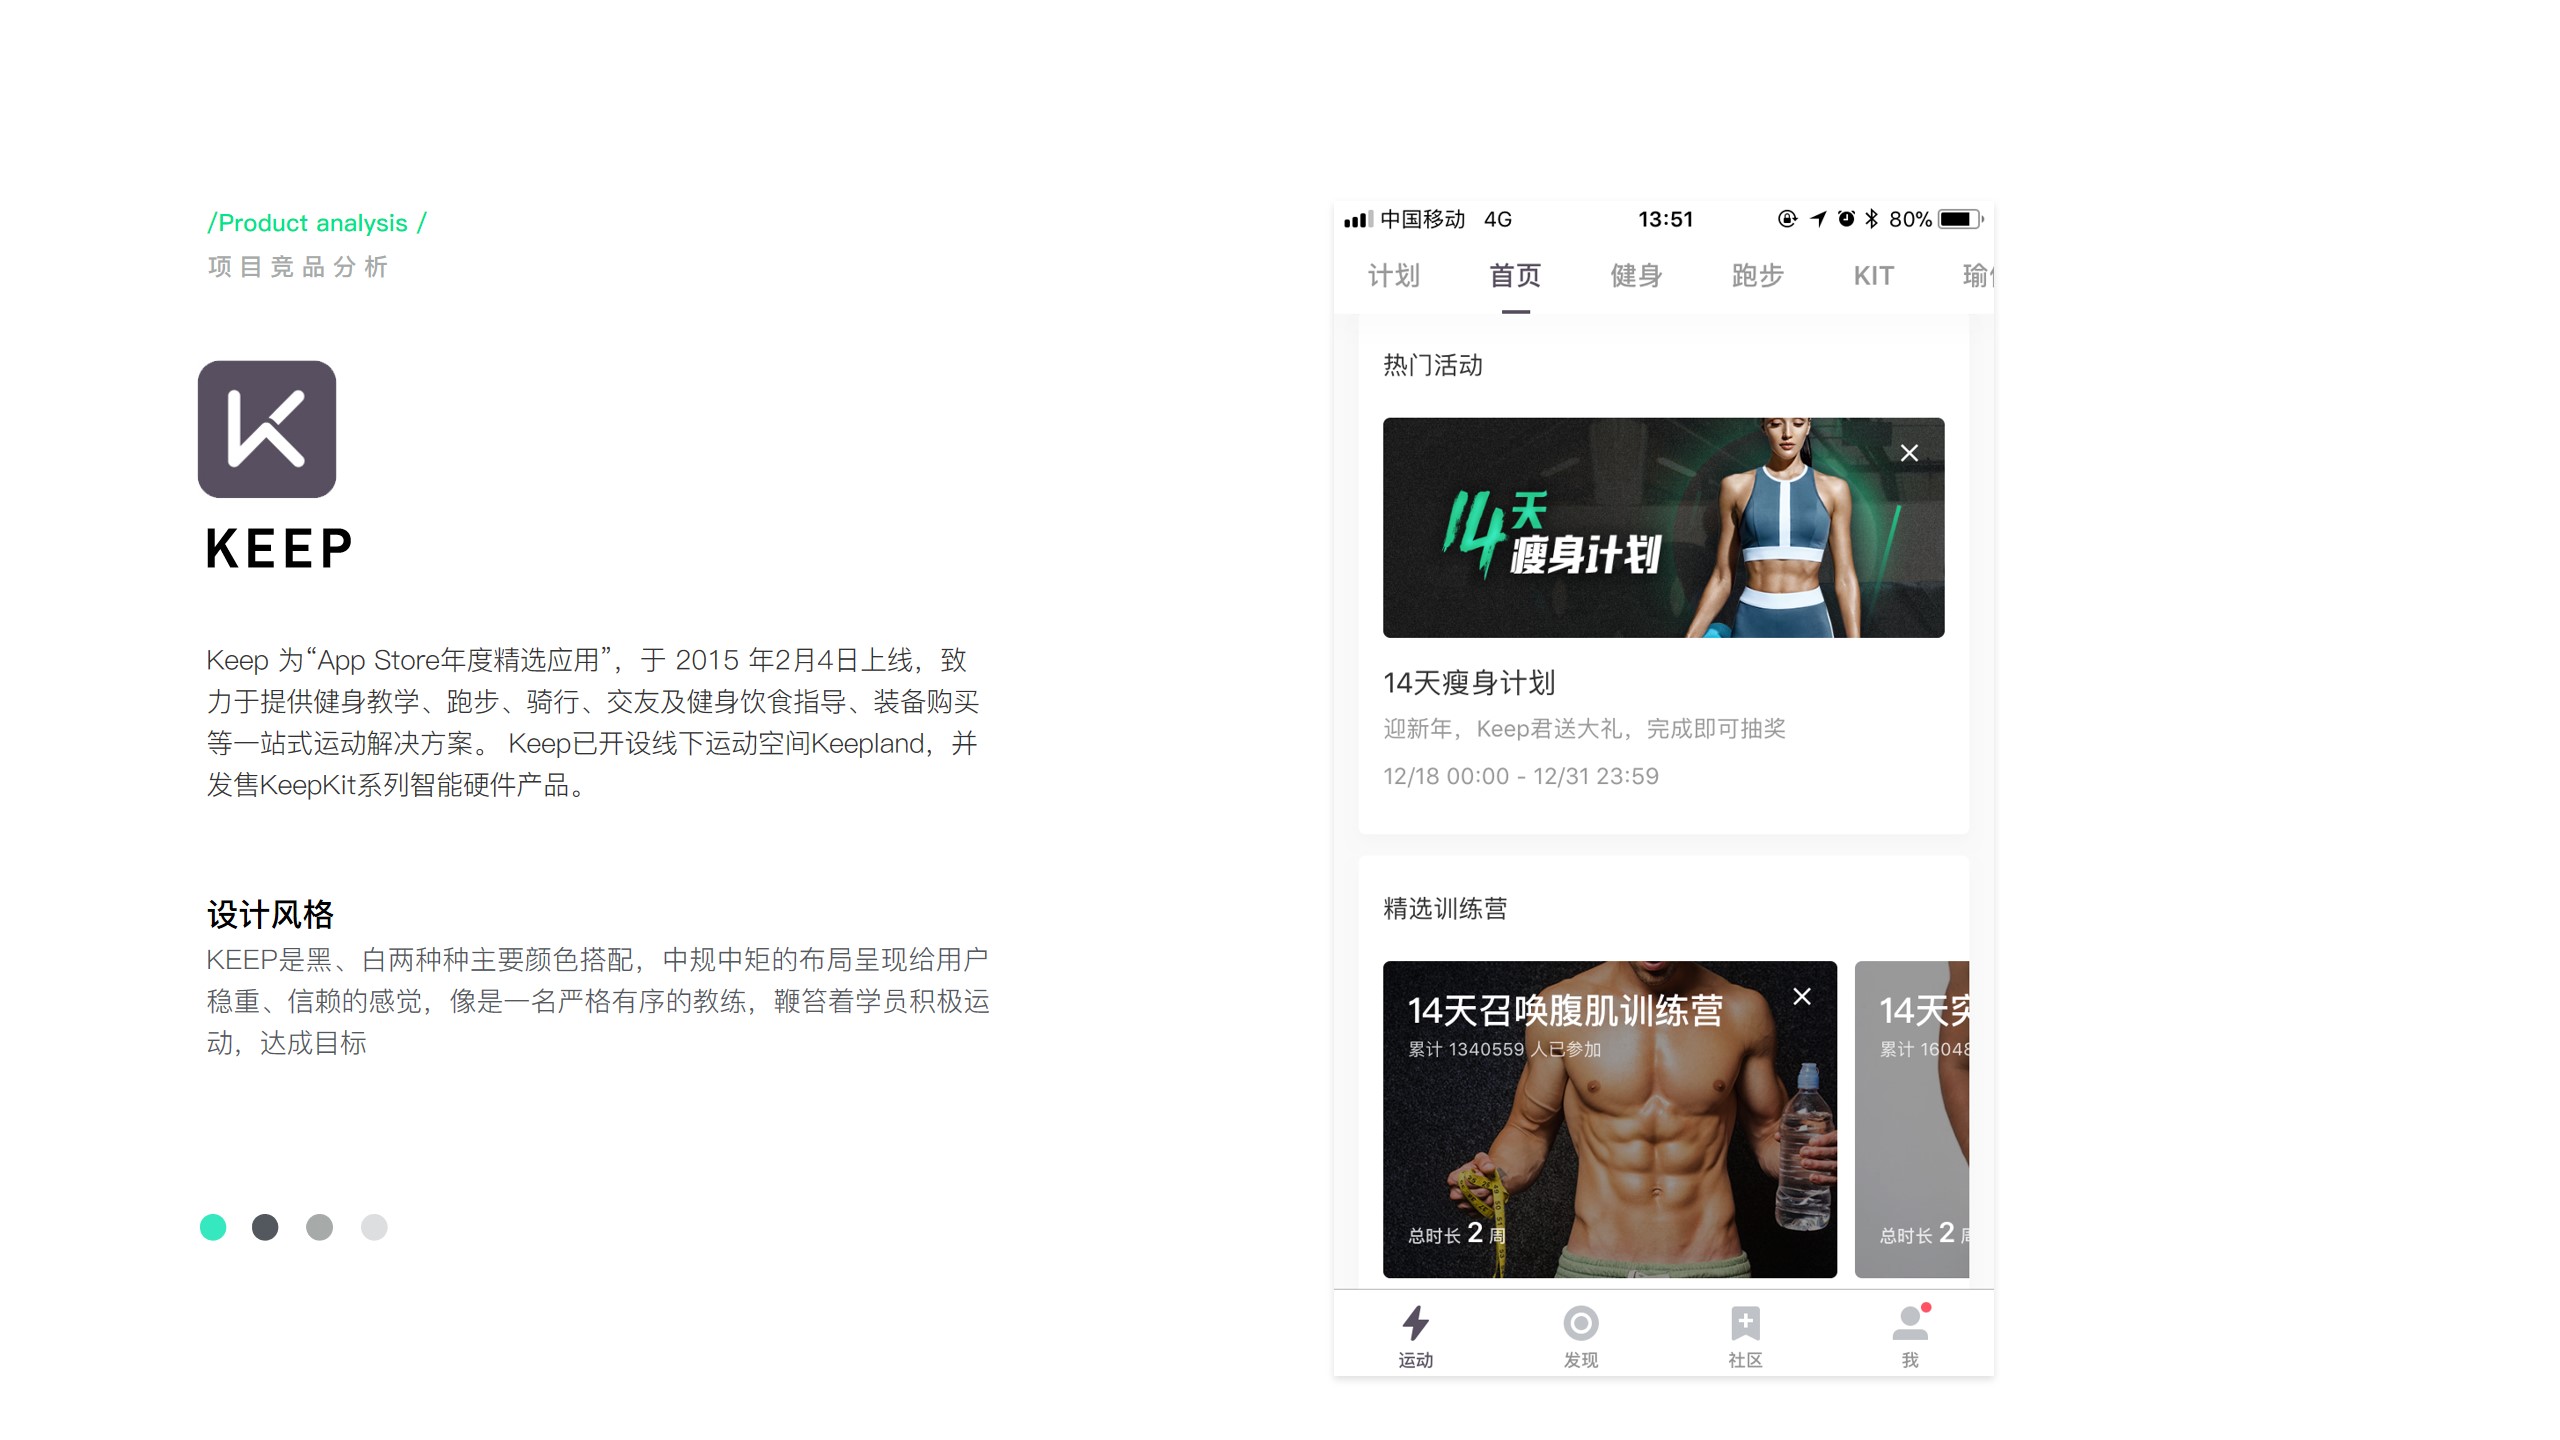 /Product analysis /
项目竞品分析
KEEP
Keep 为“App Store年度精选应用”，于 2015 年2月4日上线，致
力于提供健身教学、跑步、骑行、交友及健身饮食指导、装备购买
等一站式运动解决方案。 Keep已开设线下运动空间Keepland，并
发售KeepKit系列智能硬件产品。
设计风格
KEEP是黑、白两种种主要颜色搭配，中规中矩的布局呈现给用户
稳重、信赖的感觉，像是一名严格有序的教练，鞭笞着学员积极运
动，达成目标
中国移动 4G 13:51 80%
计划 首页 健身 跑步 KIT 瑜
热门活动
14天
瘦身计划
14天瘦身计划
迎新年，Keep君送大礼，完成即可抽奖
12/18 00:00 - 12/31 23:59
精选训练营
14天召唤腹肌训练营
累计 1340559 人已参加
总时长 2 周
14天突
累计 16048
总时长 2 周
运动 发现 社区 我